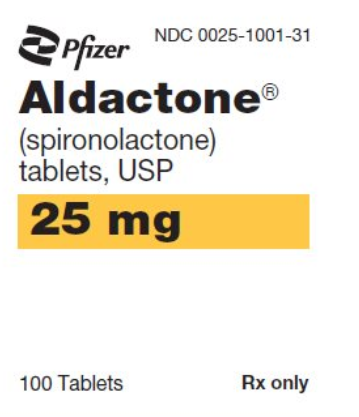 Pfizer
NDC 0025-1001-31
Aldactone®
(spironolactone)
tablets, USP
25 mg
100 Tablets
Rx only